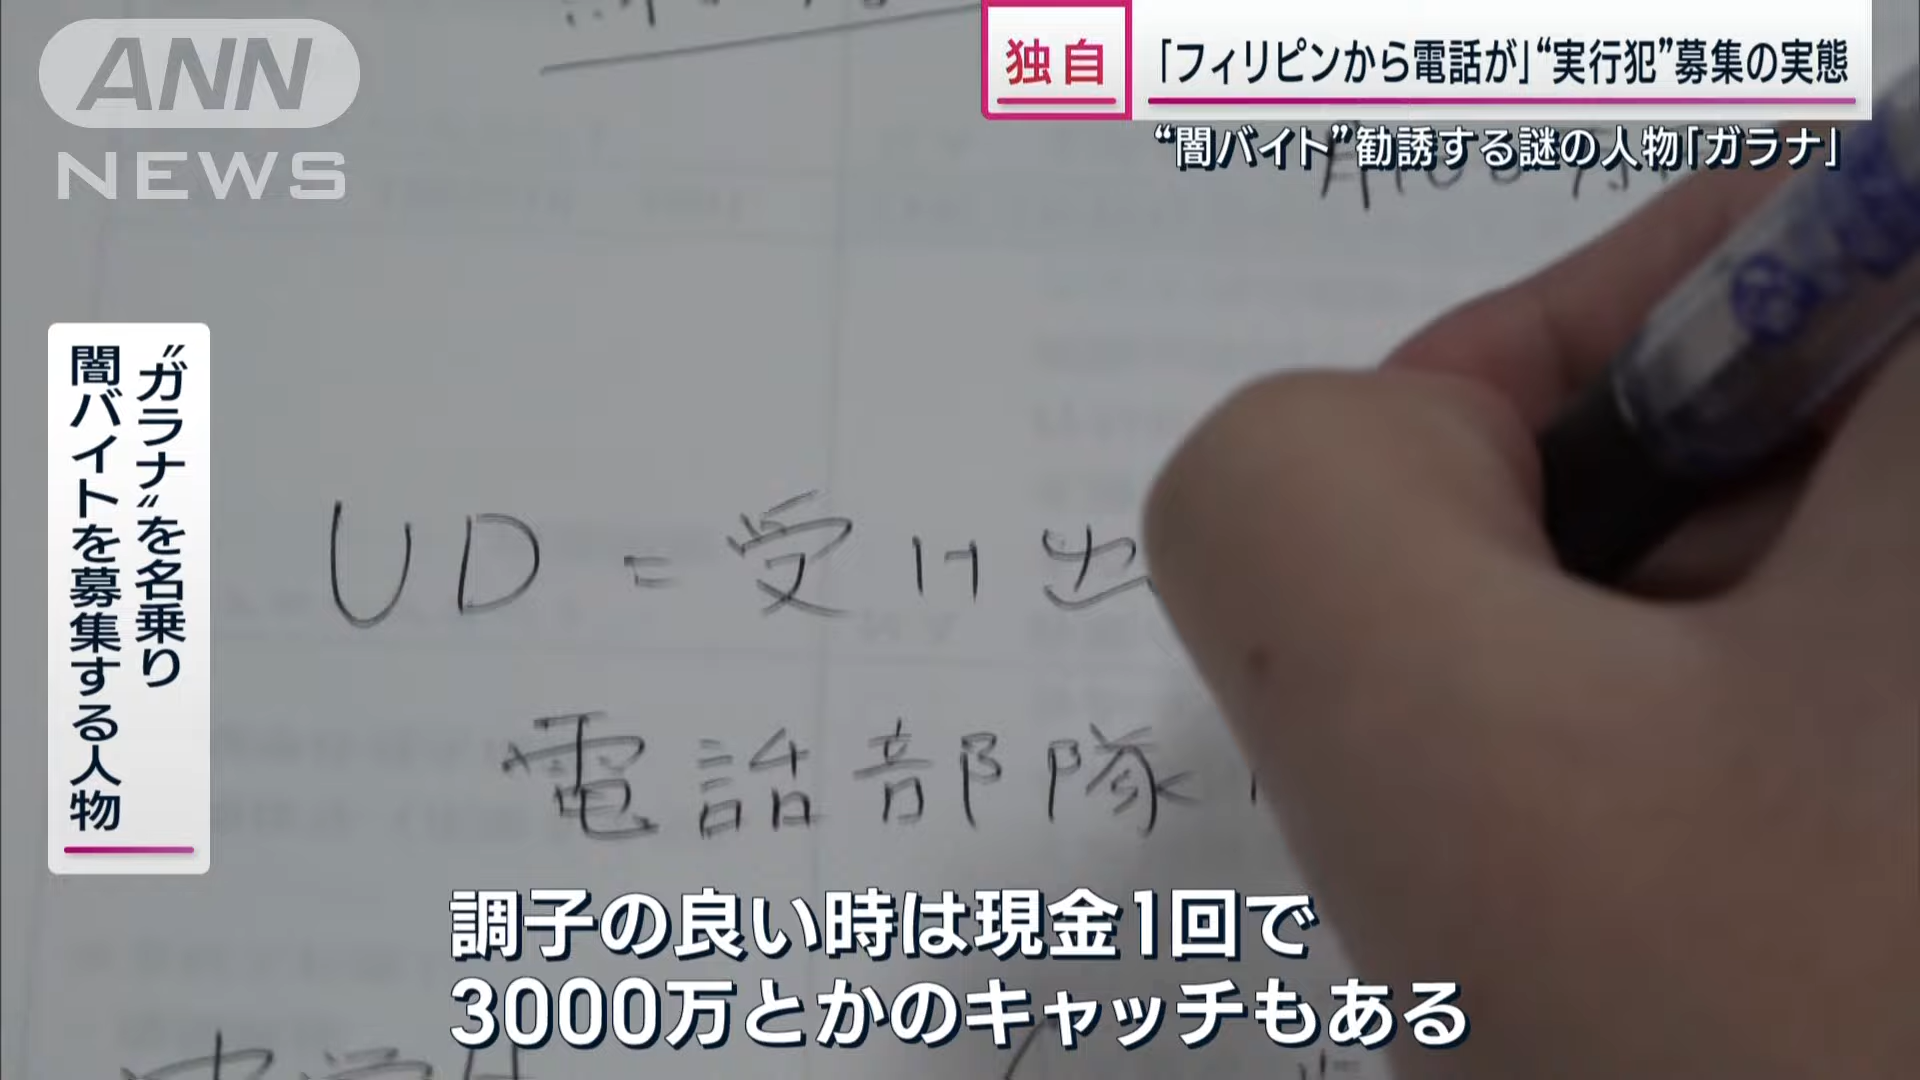 ANN
NEWS
独自
「フィリピンから電話が」“実行犯”募集の実態
“闇バイト”勧誘する謎の人物「ガラナ」
“ガラナ”を名乗り
闇バイトを募集する人物
UD=受け出
電話部隊
調子の良い時は現金1回で
3000万とかのキャッチもある